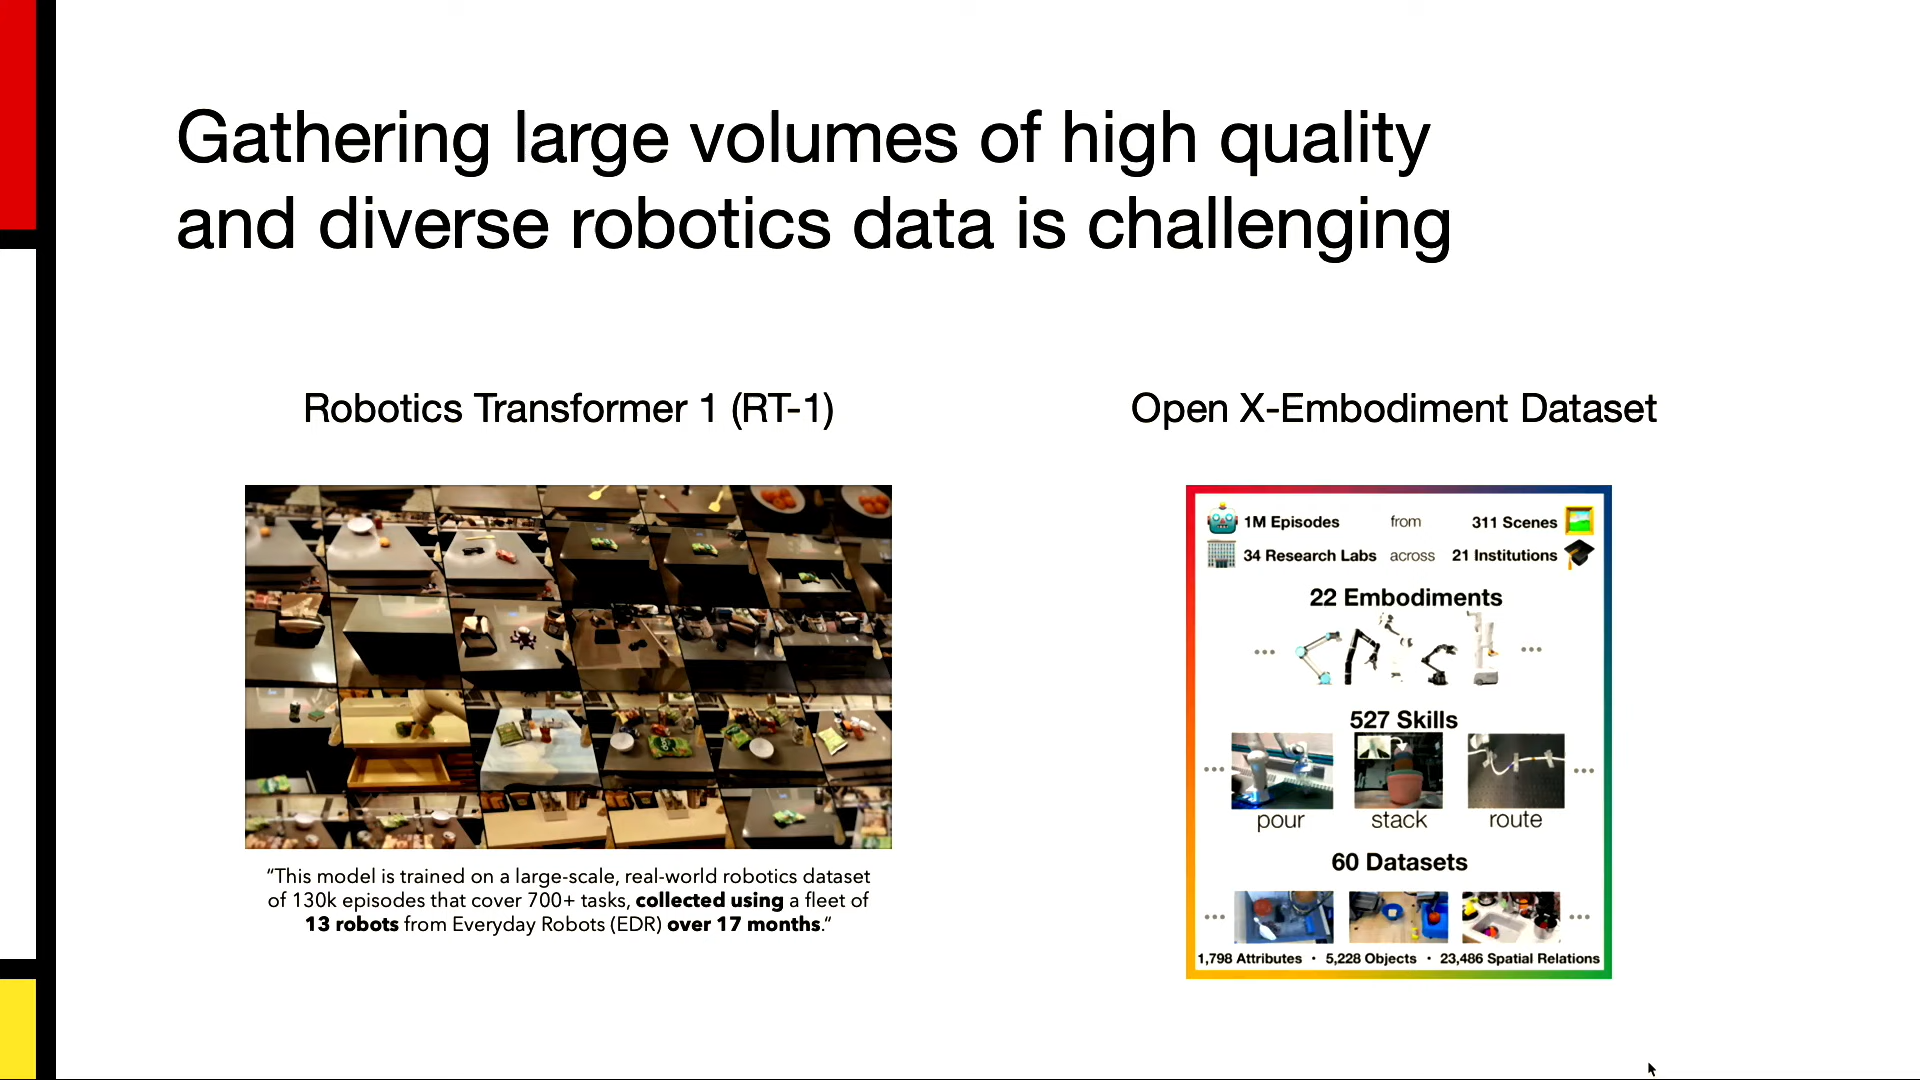 Gathering large volumes of high quality
and diverse robotics data is challenging
Robotics Transformer 1 (RT-1)
“This model is trained on a large-scale, real-world robotics dataset
of 130k episodes that cover 700+ tasks, collected using a fleet of
13 robots from Everyday Robots (EDR) over 17 months.“
Open X-Embodiment Dataset
1M Episodes from 311 Scenes
34 Research Labs across 21 Institutions
22 Embodiments
... ...
527 Skills
... ...
pour stack route
60 Datasets
... ...
1,798 Attributes • 5,228 Objects • 23,486 Spatial Relations